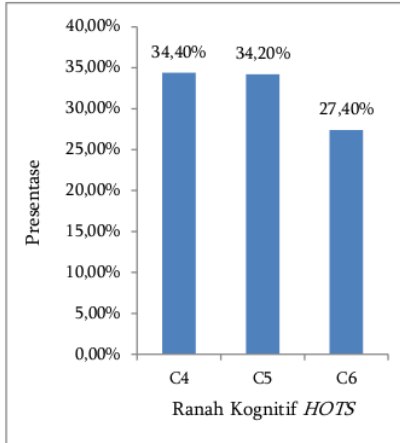 40,00%
35,00%
30,00%
25,00%
20,00%
15,00%
10,00%
5,00%
0,00%
Presentase
34,40%
34,20%
27,40%
C4
C5
C6
Ranah Kognitif HOTS